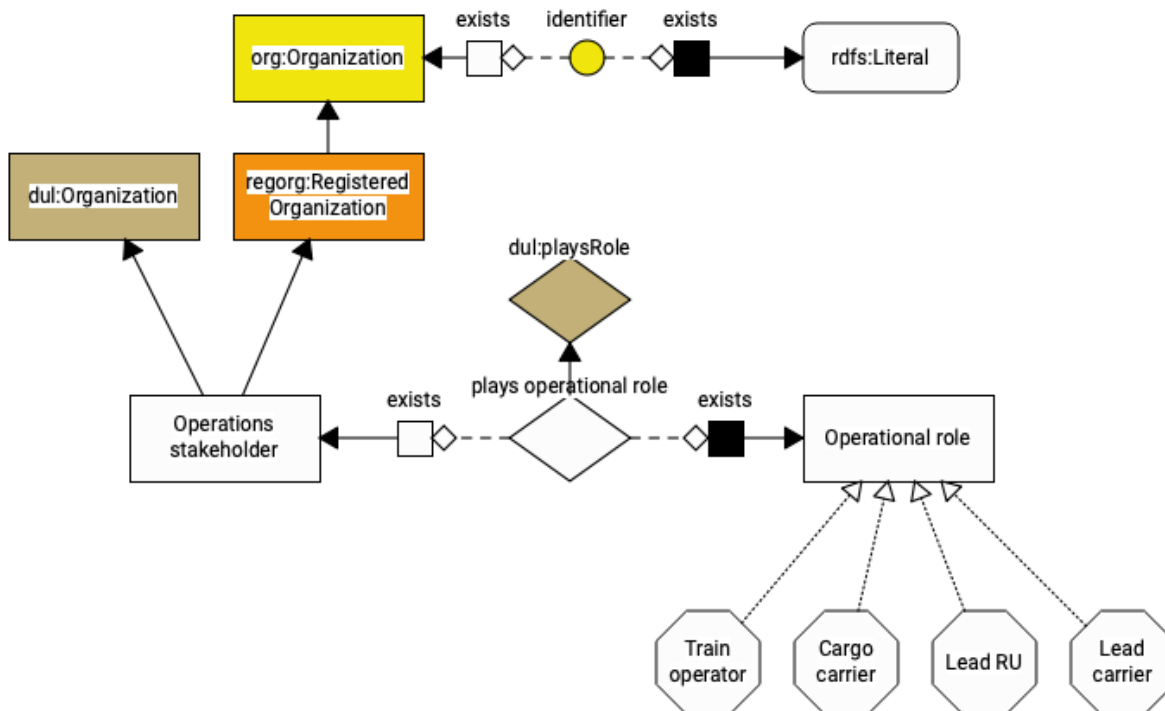 exists
identifier
exists
org:Organization
rdfs:Literal
dul:Organization
regorg:Registered
Organization
dul:playsRole
plays operational role
exists
exists
Operations
stakeholder
Operational role
Train
operator
Cargo
carrier
Lead RU
Lead
carrier